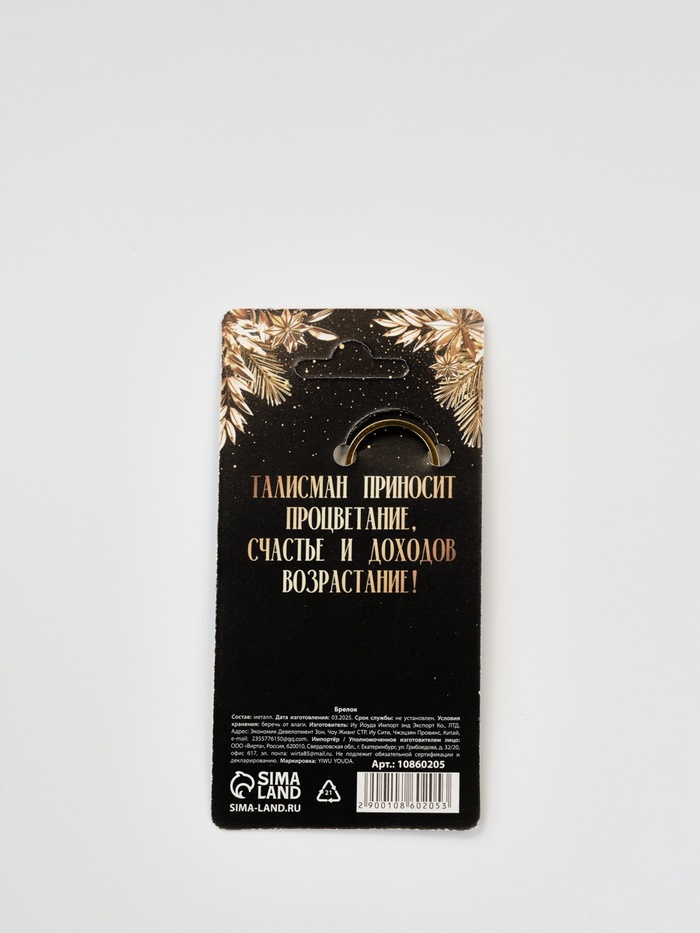 ТАЛИСМАН ПРИНОСИТ
ПРОЦВЕТАНИЕ,
СЧАСТЬЕ И ДОХОДОВ
ВОЗРАСТАНИЕ!
Брелок
Состав: металл. Дата изготовления: 03.2025. Срок службы: не установлен. Условия
хранения: беречь от влаги. Изготовитель: Иу Йоуда Импорт энд Экспорт Ко., ЛТД.
Адрес: Экономик Девелопмент Зон, Чоу Жианг СТР, Иу Сити, Чжэцзян Провинс, Китай,
e-mail: 2355776150@qq.com. Импортёр / Уполномоченное изготовителем лицо:
ООО «Вирта», Россия, 620010, Свердловская обл., г. Екатеринбург, ул. Грибоедова, д. 32/20,
офис 617, эл. почта: wirta85@mail.ru. Не подлежит обязательной сертификации и
декларированию. Маркировка: YIWU YOUDA.
Арт.: 10860205
SIMA
LAND
SIMA-LAND.RU
21
2 900108 602053